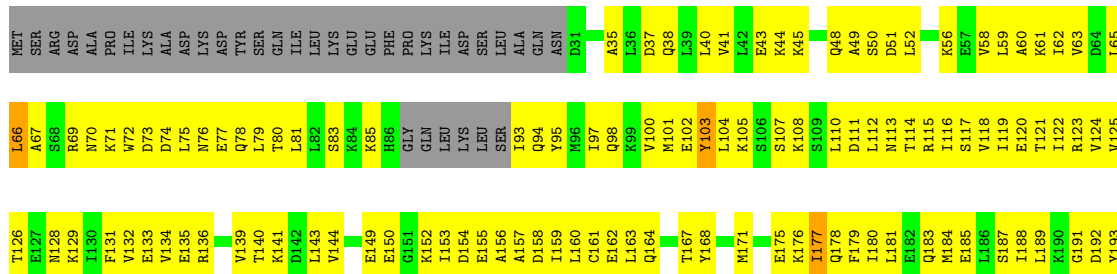 MET SER ARG ASP ALA PRO ILE LYS ALA ASP LYS ASP TYR SER GLN ILE LEU LYS GLU GLU PHE PRO LYS ILE ASP SER LEU ALA GLN ASN D31 A35 L36 D37 Q38 L39 L40 V41 L42 E43 K44 K45 Q48 A49 S50 D51 L52 K56 E57 V58 L59 A60 K61 I62 V63 D64 L65
L66 A67 S68 R69 N70 K71 W72 D73 D74 L75 N76 E77 Q78 L79 T80 L81 L82 S83 K84 K85 H86 GLY GLN LEU LYS LEU SER I93 Q94 Y95 M96 I97 Q98 K99 V100 M101 E102 Y103 L104 K105 S106 S107 K108 S109 L110 D111 L112 N113 T114 R115 I116 S117 V118 I119 E120 T121 I122 R123 V124 V125
T126 E127 N128 K129 I130 F131 V132 E133 V134 E135 R136 V139 T140 K141 D142 L143 V144 E149 E150 G151 K152 I153 D154 E155 A156 A157 D158 I159 L160 C161 E162 L163 Q164 T167 Y168 M171 E175 K176 I177 Q178 F179 I180 L181 E182 Q183 M184 E185 L186 S187 I188 L189 K190 G191 D192 Y193